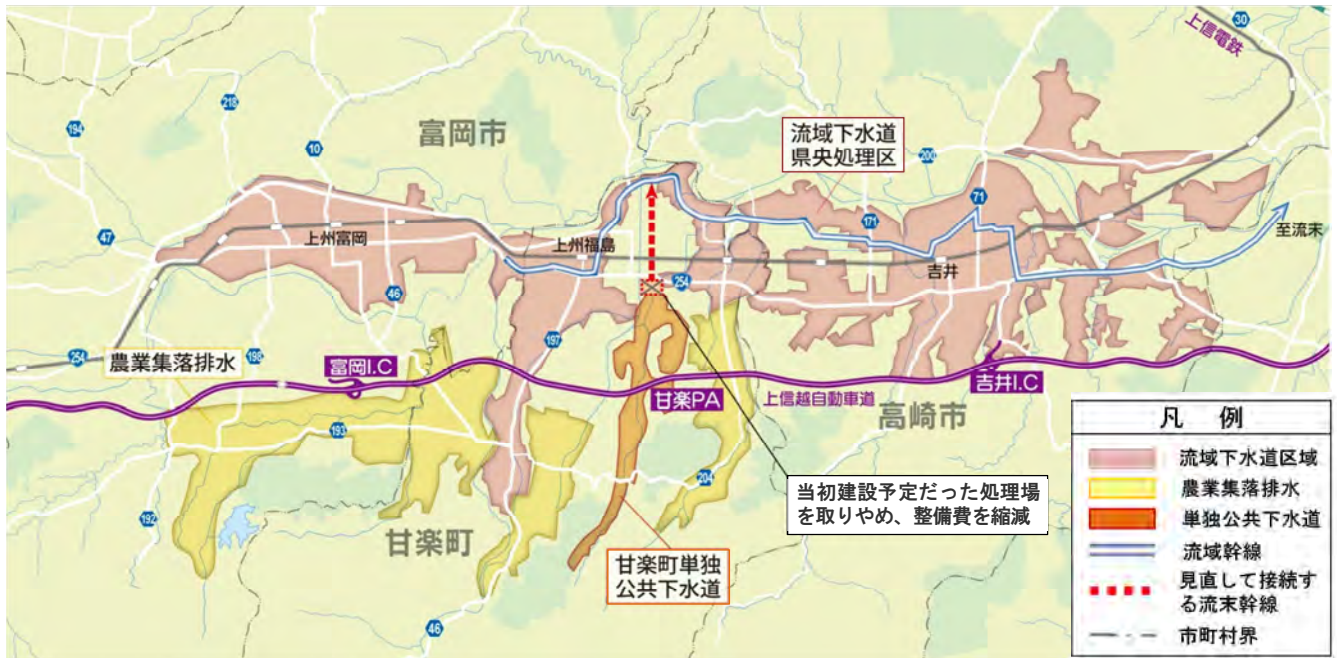 30
上信電鉄
218
194
10
富岡市
流域下水道
県央処理区
200
71
171
47
上州富岡
上州福島
吉井
至流末
46
254
197
254
農業集落排水
198
富岡I.C
甘楽PA
上信越自動車道
吉井I.C
高崎市
193
204
192
甘楽町
当初建設予定だった処理場
を取りやめ、整備費を縮減
甘楽町単独
公共下水道
46
凡 例
流域下水道区域
農業集落排水
単独公共下水道
流域幹線
見直して接続す
る流末幹線
市町村界